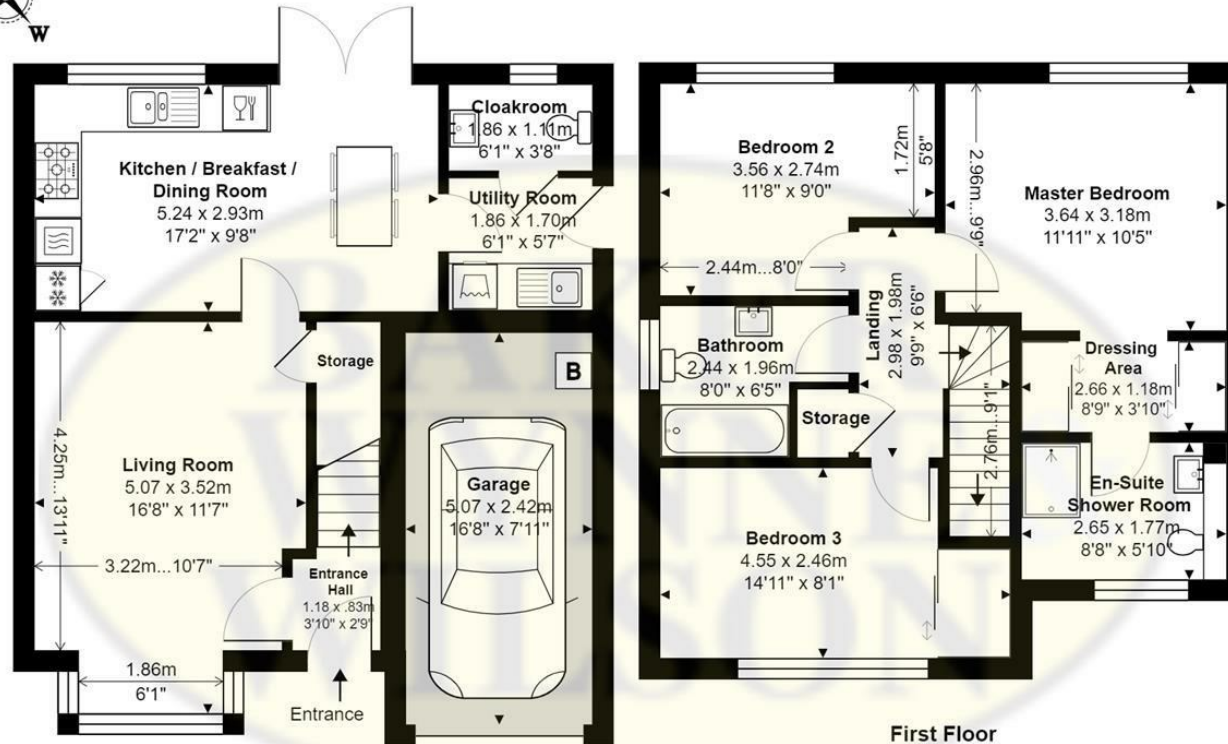 W
Kitchen / Breakfast /
Dining Room
5.24 x 2.93m
17'2" x 9'8"
Cloakroom
1.86 x 1.11m
6'1" x 3'8"
Utility Room
1.86 x 1.70m
6'1" x 5'7"
Storage
B
4.25m... 13'11"
Living Room
5.07 x 3.52m
16'8" x 11'7"
3.22m...10'7"
Entrance
Hall
1.18 x .83m
3'10" x 2'9"
Garage
5.07 x 2.42m
16'8" x 7'11"
1.86m
6'1"
Entrance
Bedroom 2
3.56 x 2.74m
11'8" x 9'0"
1.72m
5'8"
2.44m...8'0"
2.96m...9'9"
Master Bedroom
3.64 x 3.18m
11'11" x 10'5"
Landing
2.98 x 1.98m
9'9" x 6'6"
Bathroom
2.44 x 1.96m
8'0" x 6'5"
Storage
2.76m...9'1"
Dressing
Area
2.66 x 1.18m
8'9" x 3'10"
En-Suite
Shower Room
2.65 x 1.77m
8'8" x 5'10"
Bedroom 3
4.55 x 2.46m
14'11" x 8'1"
First Floor
BAKER
WYNNE
WILSON